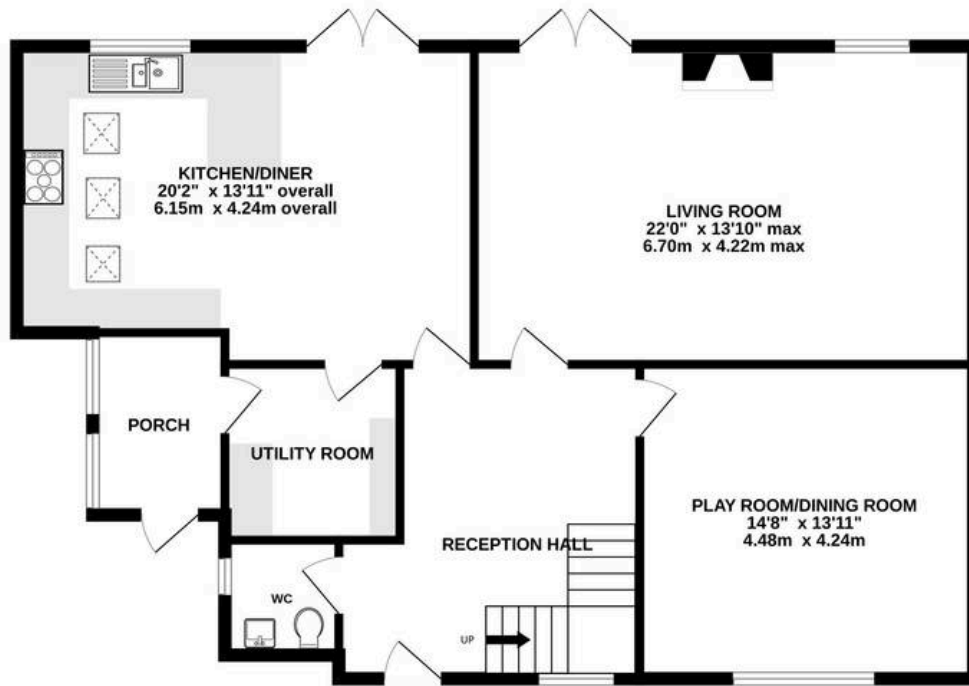 KITCHEN/DINER
20'2" x 13'11" overall
6.15m x 4.24m overall
LIVING ROOM
22'0" x 13'10" max
6.70m x 4.22m max
PORCH
UTILITY ROOM
PLAY ROOM/DINING ROOM
14'8" x 13'11"
4.48m x 4.24m
RECEPTION HALL
WC
UP